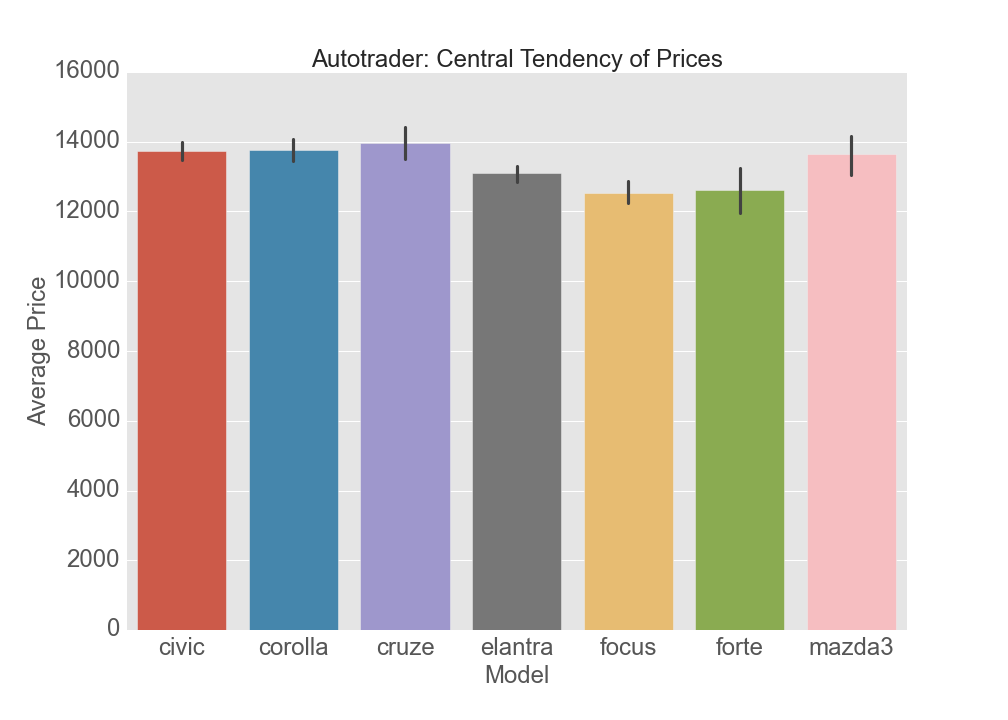 Autotrader: Central Tendency of Prices
16000
14000
12000
10000
8000
6000
4000
2000
0
Average Price
civic corolla cruze elantra focus forte mazda3
Model